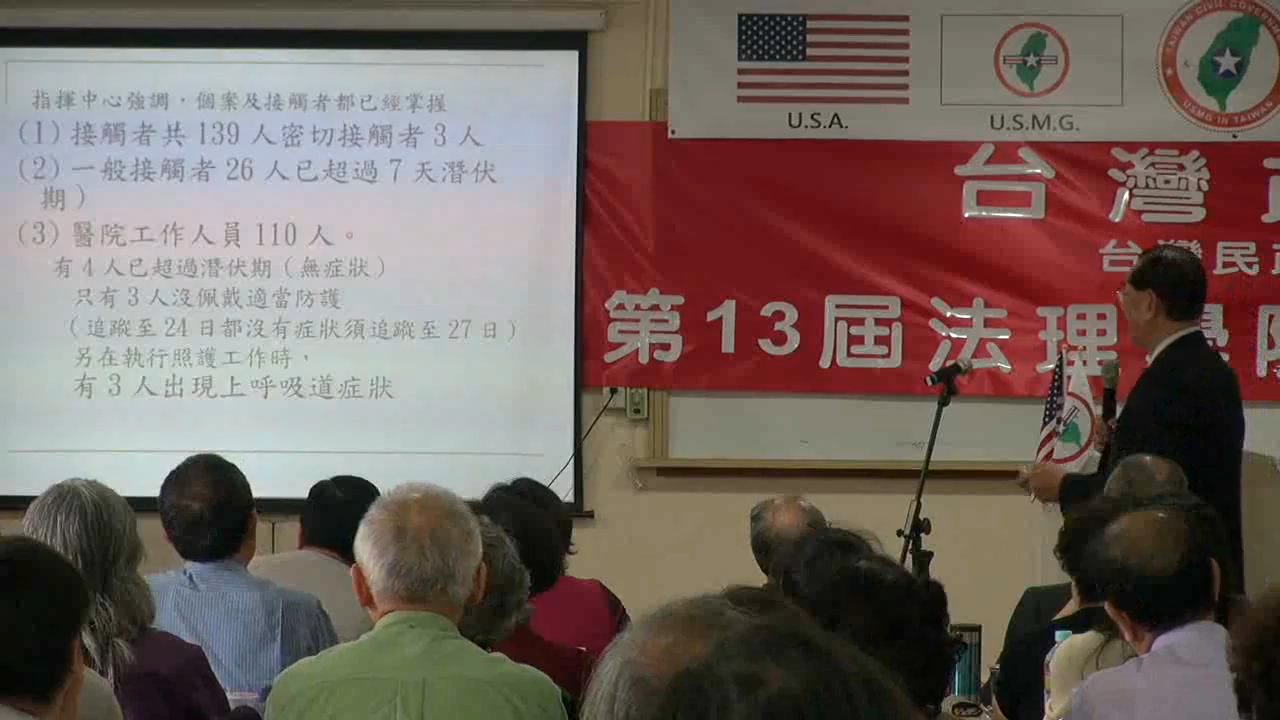 指揮中心強調，個案及接觸者都已經掌握
(1)接觸者共 139 人密切接觸者 3 人
(2)一般接觸者 26 人已超過 7 天潛伏
期)
(3)醫院工作人員 110 人。
有 4 人已超過潛伏期（無症狀）
只有 3 人沒佩戴適當防護
（追蹤至 24 日都沒有症狀須追蹤至 27 日）
另在執行照護工作時，
有 3 人出現上呼吸道症狀
U.S.A.
U.S.M.G.
TAIWAN CIVIL
USMG IN TAIWAN
台灣
台灣民
第13屆法理學